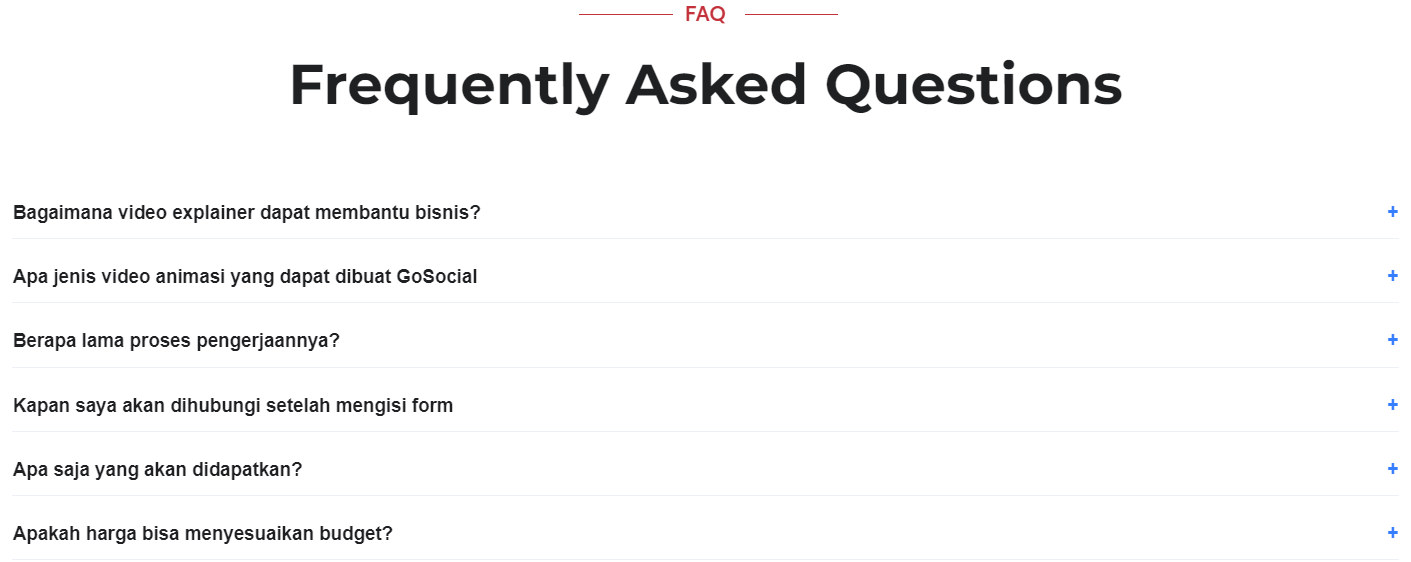 FAQ
Frequently Asked Questions
Bagaimana video explainer dapat membantu bisnis?
+
Apa jenis video animasi yang dapat dibuat GoSocial
+
Berapa lama proses pengerjaannya?
+
Kapan saya akan dihubungi setelah mengisi form
+
Apa saja yang akan didapatkan?
+
Apakah harga bisa menyesuaikan budget?
+